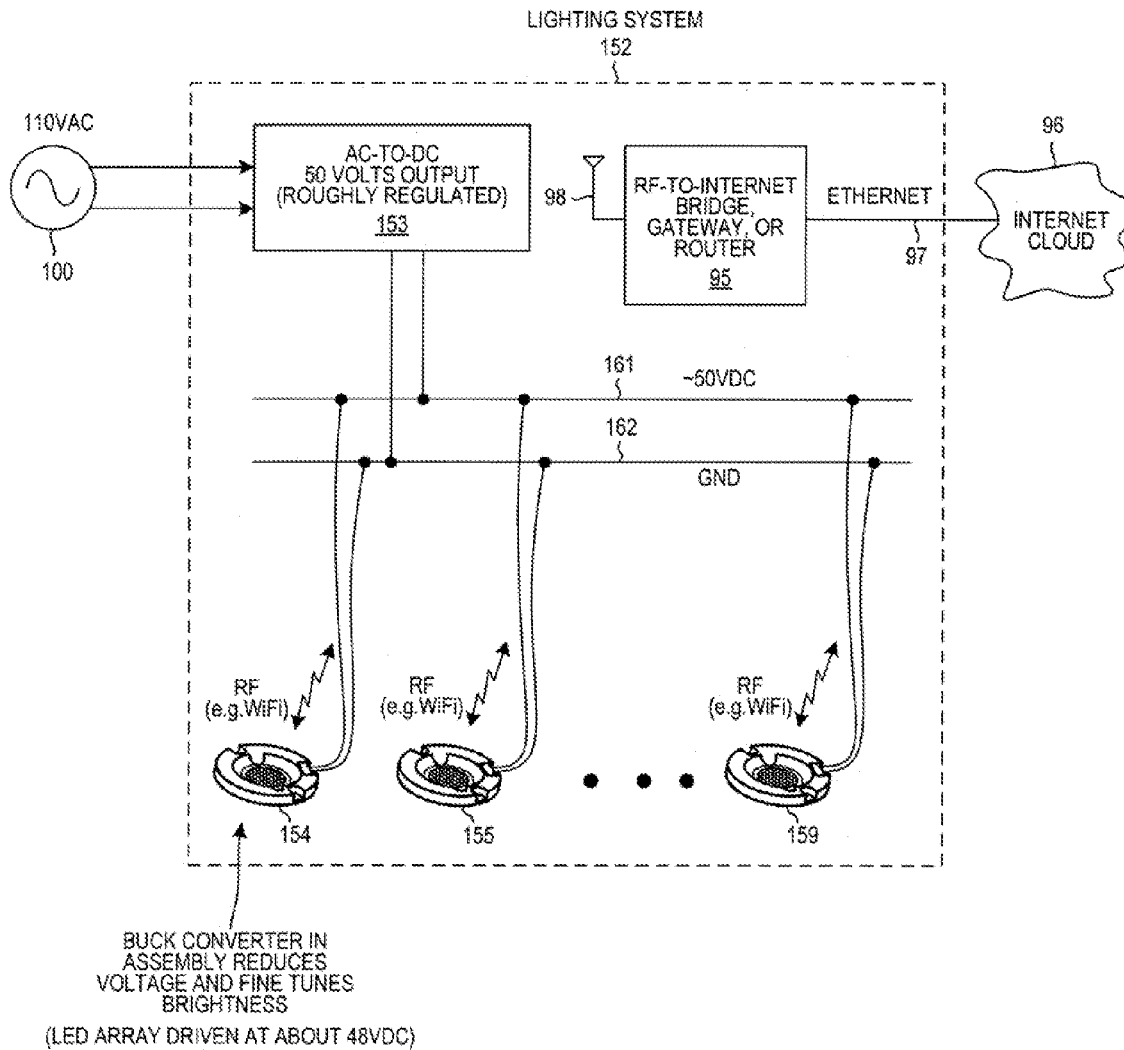 LIGHTING SYSTEM
152
110VAC
100
AC-TO-DC
50 VOLTS OUTPUT
(ROUGHLY REGULATED)
153
98
RF-TO-INTERNET
BRIDGE,
GATEWAY, OR
ROUTER
95
ETHERNET
97
96
INTERNET
CLOUD
161
~50VDC
162
GND
RF
(e.g.WiFi)
RF
(e.g.WiFi)
RF
(e.g.WiFi)
154
155
159
BUCK CONVERTER IN
ASSEMBLY REDUCES
VOLTAGE AND FINE TUNES
BRIGHTNESS
(LED ARRAY DRIVEN AT ABOUT 48VDC)